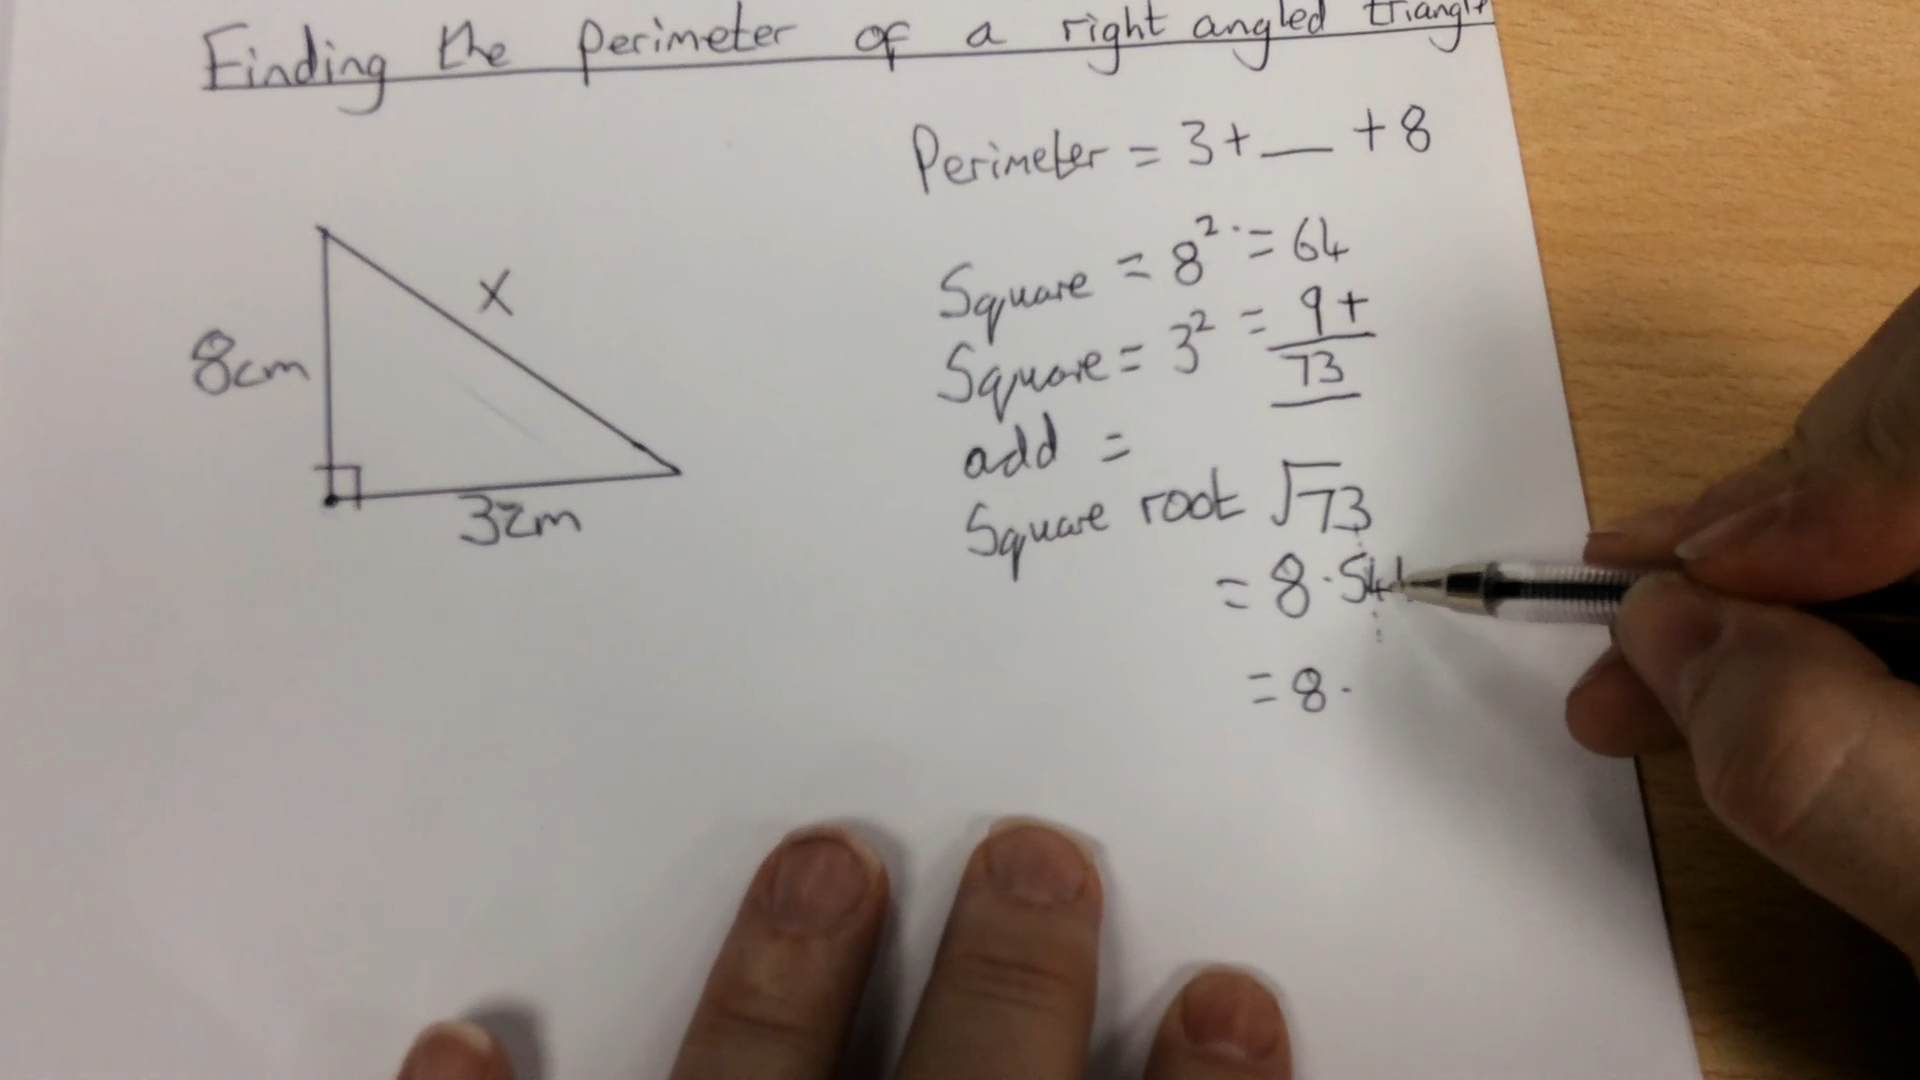 Finding the perimeter of a right angled triangle
Perimeter = 3 + __ + 8
Square = 8² = 64
Square = 3² = 9 +
73
add =
Square root √73
= 8.54
= 8.
x
8cm
3cm